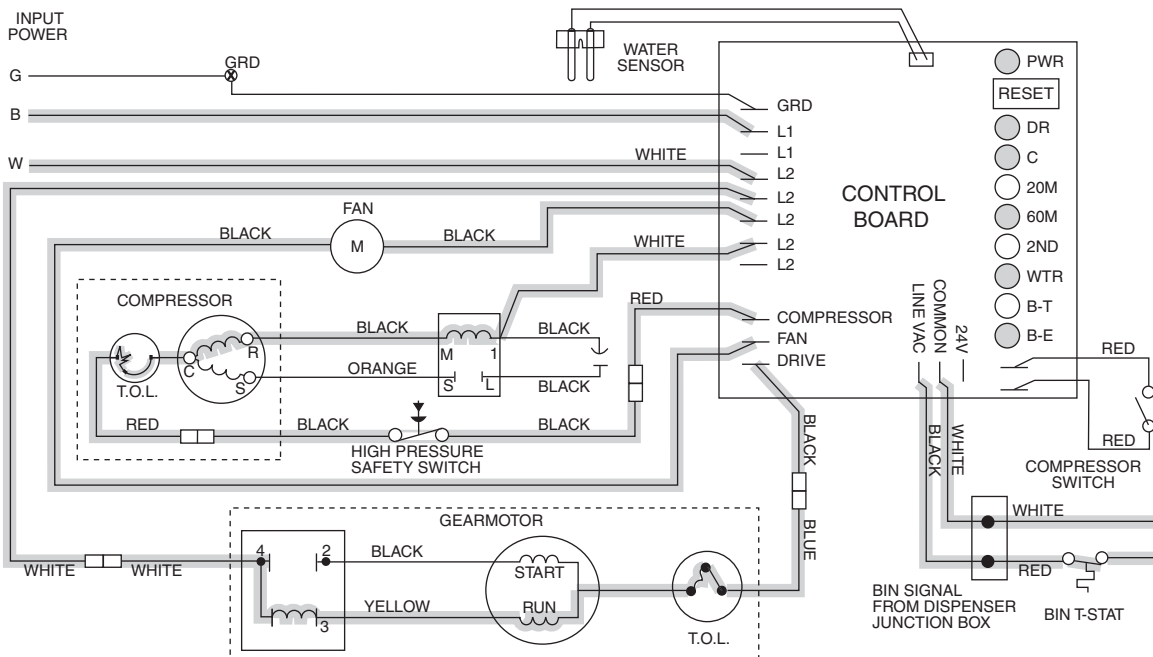 INPUT
POWER
G
GRD
B
W
WATER
SENSOR
GRD
L1
L1
L2
L2
L2
L2
L2
WHITE
CONTROL
BOARD
PWR
RESET
DR
C
20M
60M
2ND
WTR
B-T
B-E
FAN
M
BLACK
BLACK
WHITE
COMPRESSOR
BLACK
R
C
S
T.O.L.
ORANGE
M
1
S
L
BLACK
BLACK
RED
COMPRESSOR
FAN
DRIVE
LINE VAC
COMMON
24V
RED
RED
COMPRESSOR
SWITCH
RED
BLACK
HIGH PRESSURE
SAFETY SWITCH
BLACK
BLACK
BLUE
BLACK
WHITE
GEARMOTOR
WHITE
WHITE
4
2
3
BLACK
START
YELLOW
RUN
T.O.L.
WHITE
RED
BIN SIGNAL
FROM DISPENSER
JUNCTION BOX
BIN T-STAT